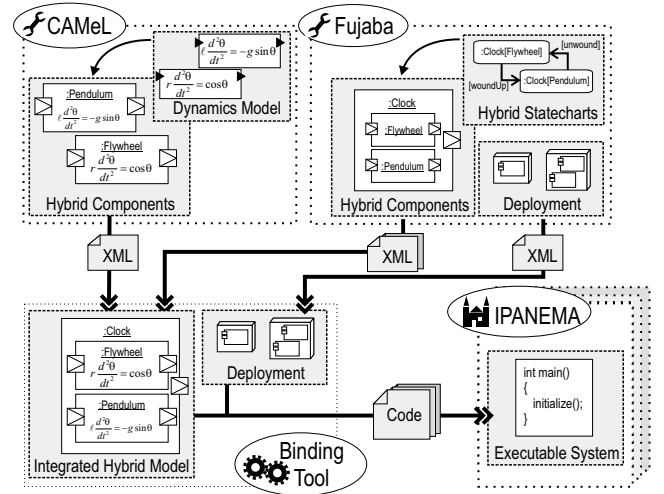 CAMeL
ℓ d²θ/dt² = −g sinθ
r d²θ/dt² = cosθ
Dynamics Model
:Pendulum
ℓ d²θ/dt² = −g sinθ
:Flywheel
r d²θ/dt² = cosθ
Hybrid Components
Fujaba
:Clock[Flywheel]
[unwound]
[woundUp]
:Clock[Pendulum]
Hybrid Statecharts
:Clock
:Flywheel
:Pendulum
Hybrid Components
Deployment
XML
XML
XML
:Clock
:Flywheel
r d²θ/dt² = cosθ
:Pendulum
ℓ d²θ/dt² = −g sinθ
Integrated Hybrid Model
Deployment
Binding
Tool
Code
IPANEMA
int main()
{
initialize();
}
Executable System